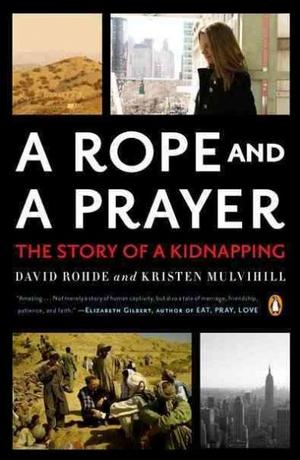 A ROPE AND
A PRAYER
THE STORY OF A KIDNAPPING
DAVID ROHDE and KRISTEN MULVIHILL
"Amazing . . . Not merely a story of human captivity, but also a tale of marriage, friendship,
patience, and faith." —ELIZABETH GILBERT, AUTHOR OF EAT, PRAY, LOVE